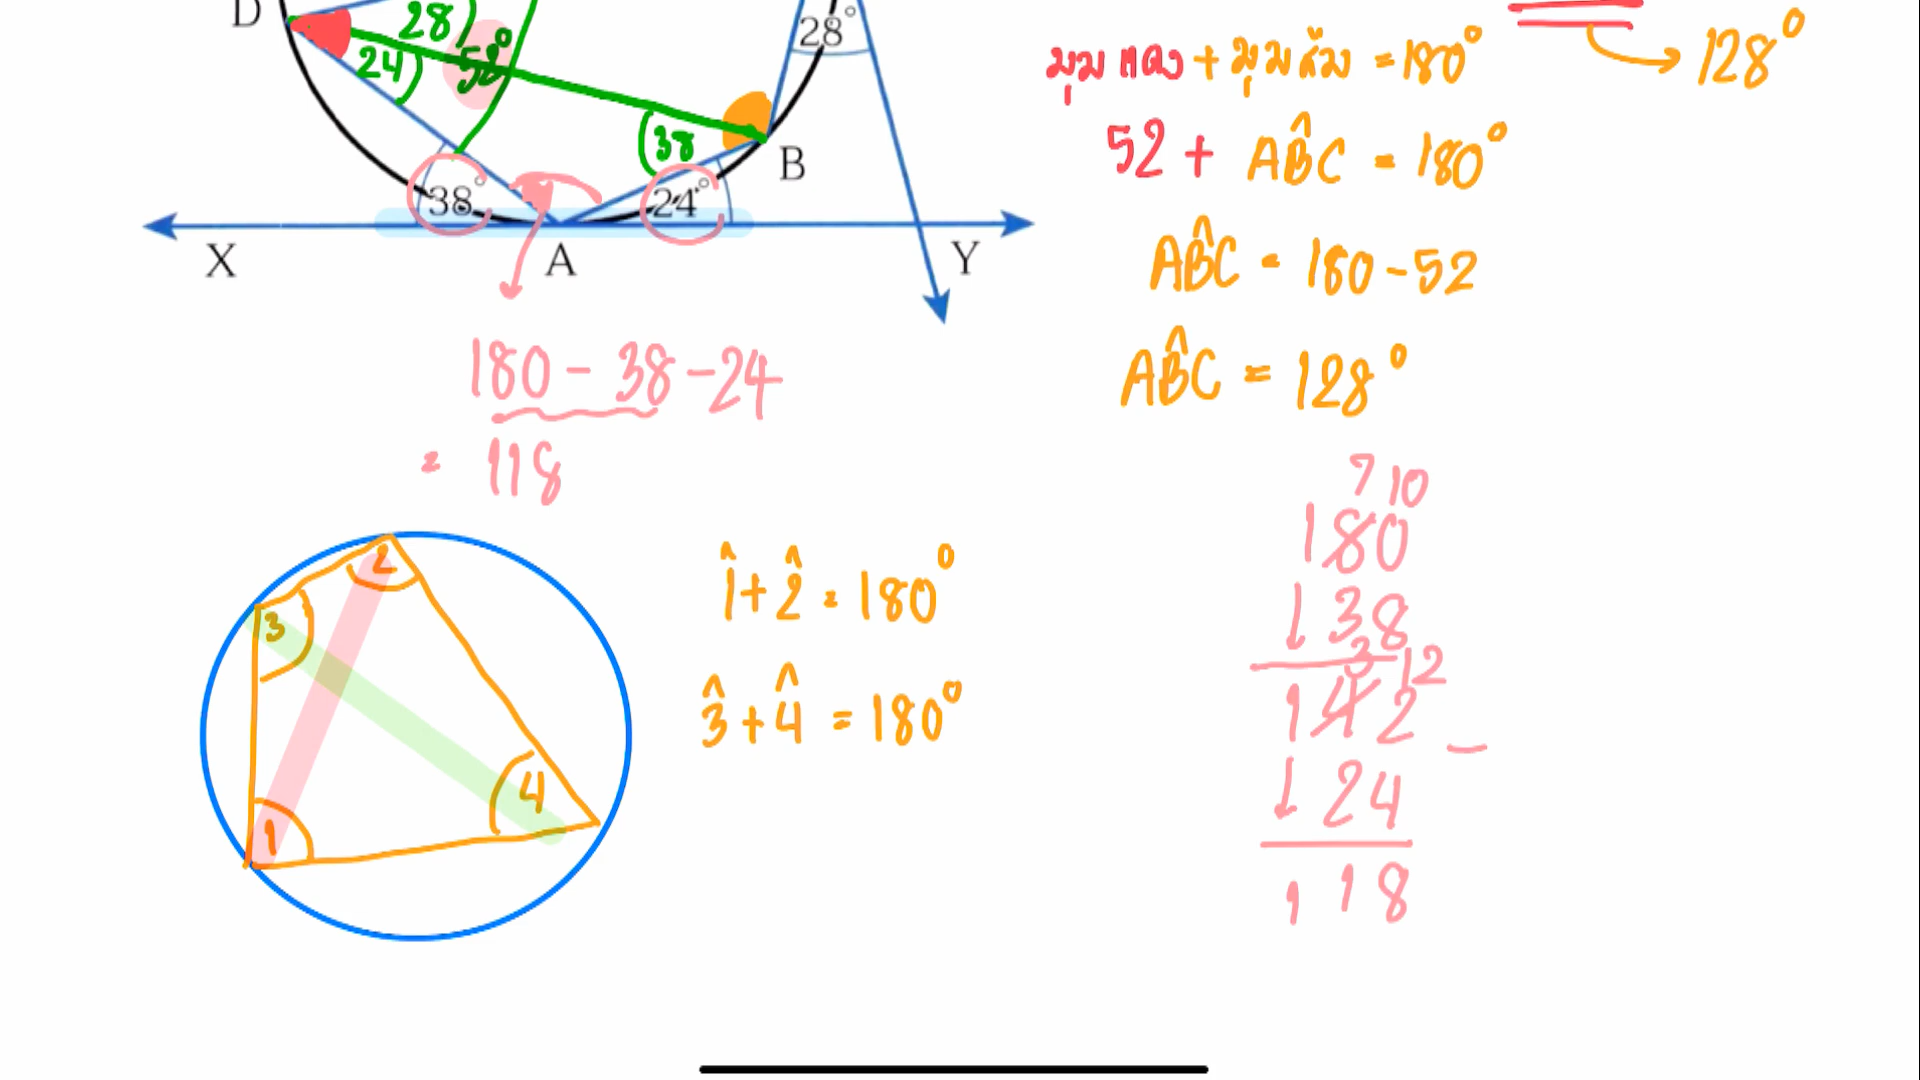 D
28
24
58°
28°
38
B
38°
24°
X
A
Y
180 - 38 - 24
= 118
มุมแดง + มุมส้ม = 180°
128°
52 + AB̂C = 180°
AB̂C = 180 - 52
AB̂C = 128°
7 10
180
138
3 12
142 -
124
118
2
3
4
1
1̂ + 2̂ = 180°
3̂ + 4̂ = 180°